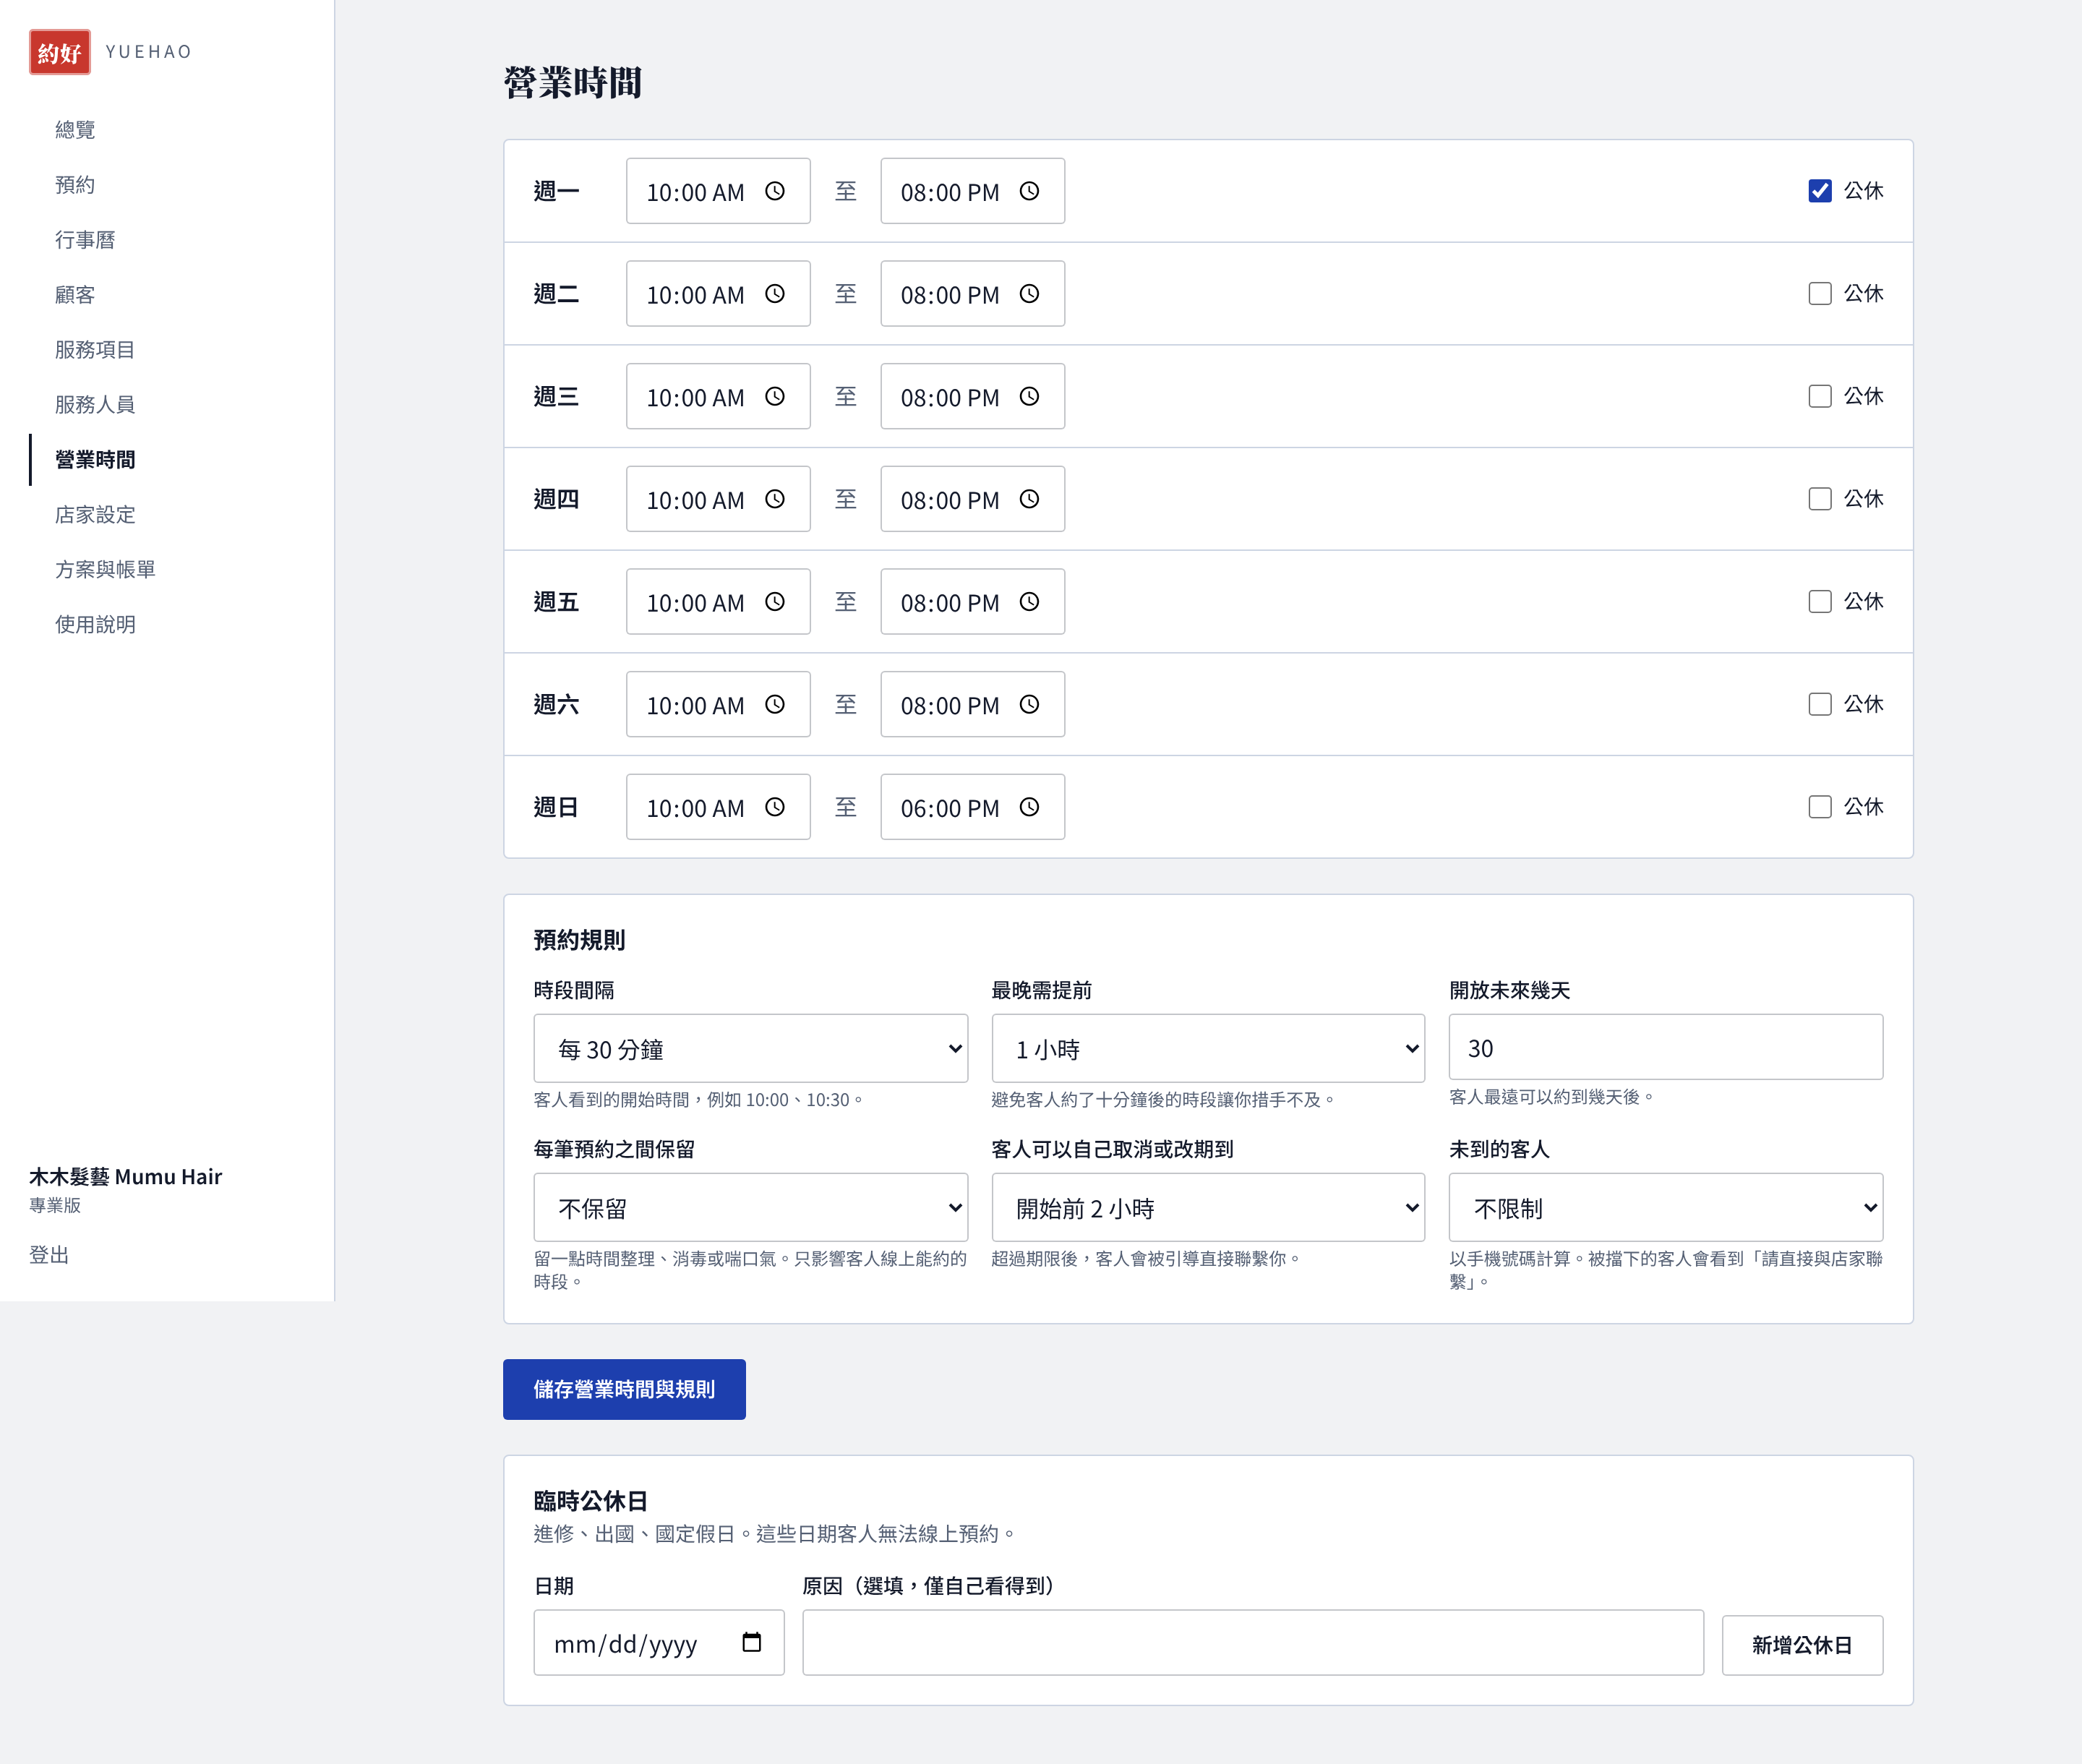 約好 YUEHAO
總覽
預約
行事曆
顧客
服務項目
服務人員
營業時間
店家設定
方案與帳單
使用說明
木木髮藝 Mumu Hair
專業版
登出
營業時間
週一 10:00 AM 至 08:00 PM 公休
週二 10:00 AM 至 08:00 PM 公休
週三 10:00 AM 至 08:00 PM 公休
週四 10:00 AM 至 08:00 PM 公休
週五 10:00 AM 至 08:00 PM 公休
週六 10:00 AM 至 08:00 PM 公休
週日 10:00 AM 至 06:00 PM 公休
預約規則
時段間隔 最晚需提前 開放未來幾天
每 30 分鐘 1 小時 30
客人看到的開始時間，例如 10:00、10:30。 避免客人約了十分鐘後的時段讓你措手不及。 客人最遠可以約到幾天後。
每筆預約之間保留 客人可以自己取消或改期到 未到的客人
不保留 開始前 2 小時 不限制
留一點時間整理、消毒或喘口氣。只影響客人線上能約的 超過期限後，客人會被引導直接聯繫你。 以手機號碼計算。被擋下的客人會看到「請直接與店家聯
時段。 繫」。
儲存營業時間與規則
臨時公休日
進修、出國、國定假日。這些日期客人無法線上預約。
日期 原因（選填，僅自己看得到）
mm/dd/yyyy 新增公休日